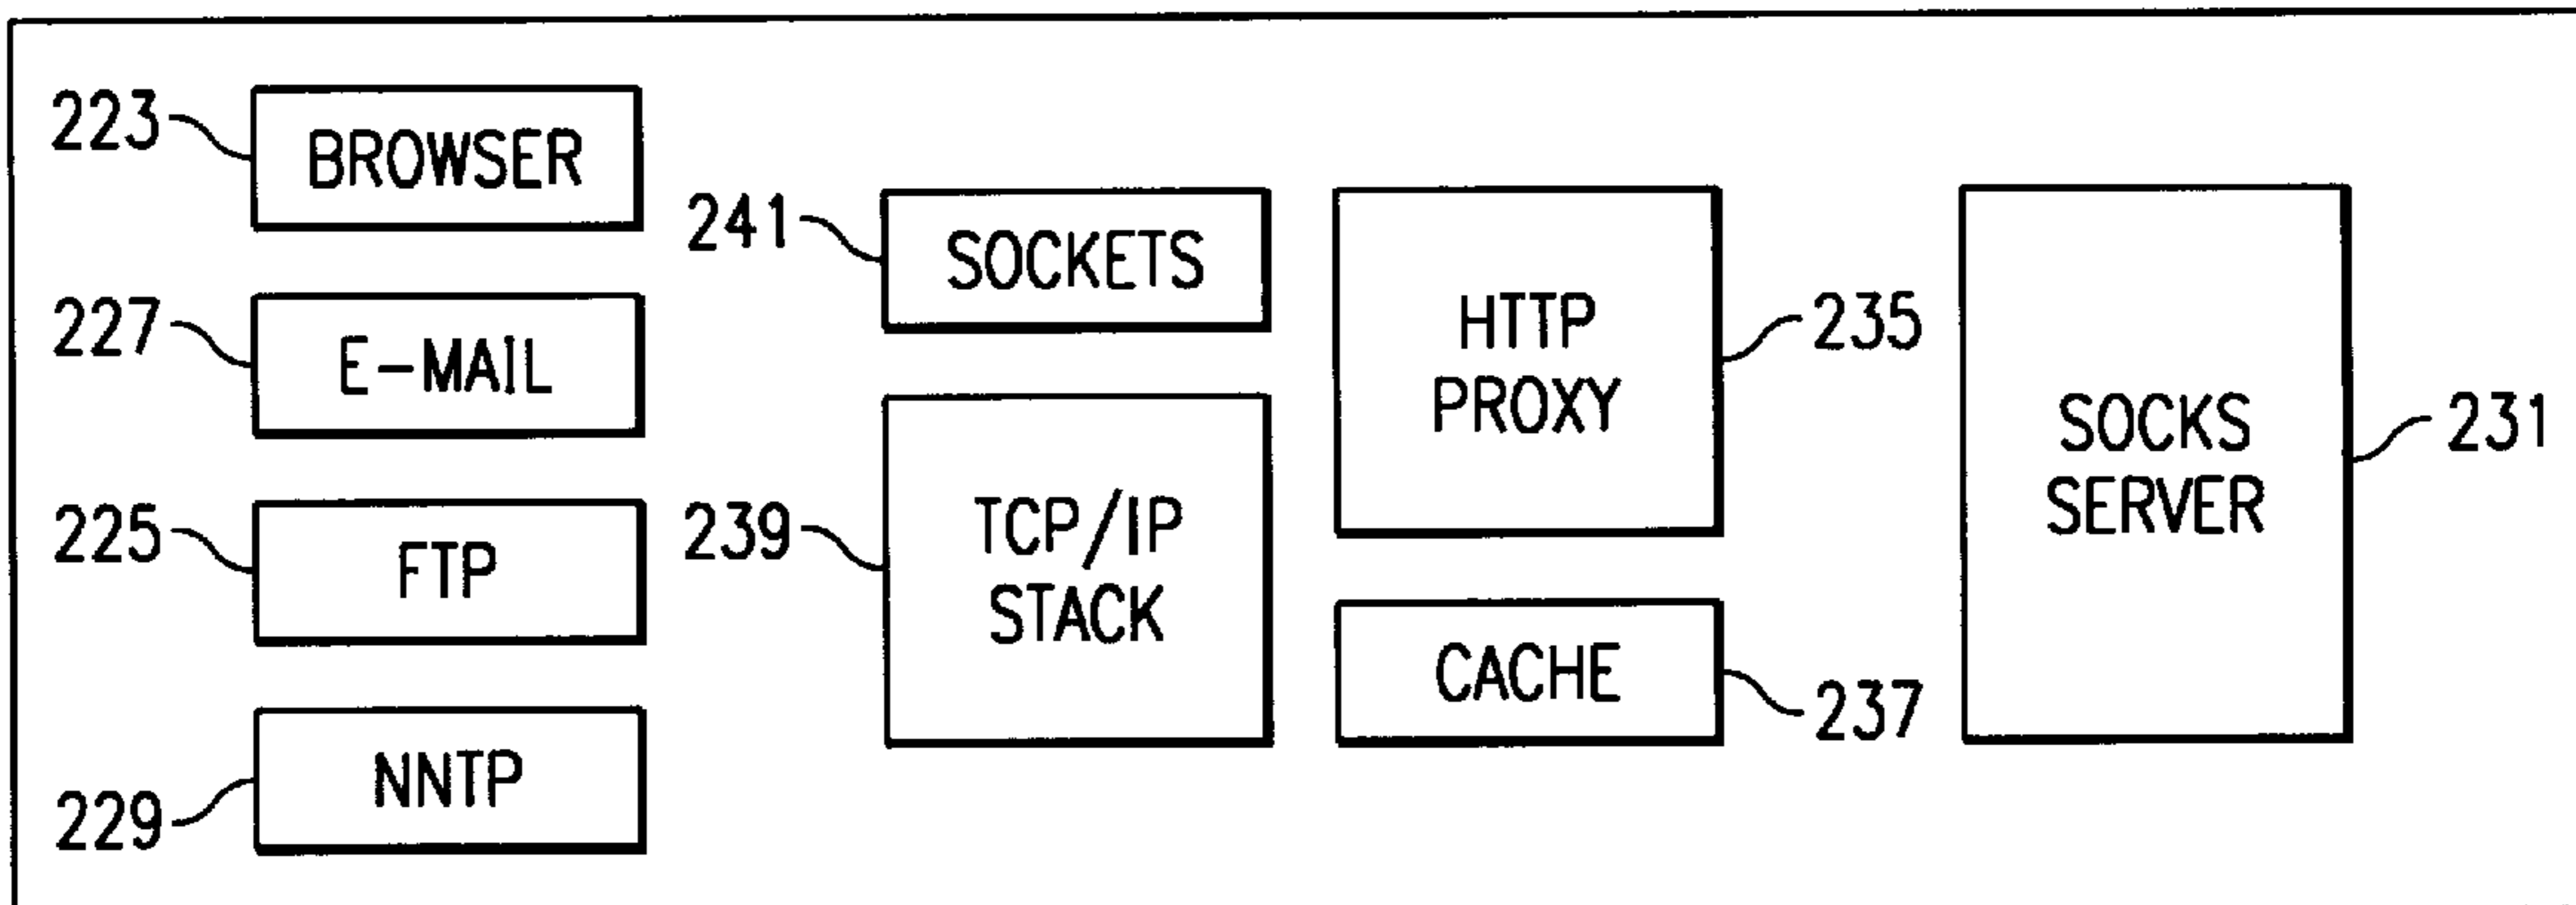 223
BROWSER
227
E-MAIL
225
FTP
229
NNTP
241
SOCKETS
239
TCP/IP
STACK
HTTP
PROXY
235
CACHE
237
SOCKS
SERVER
231